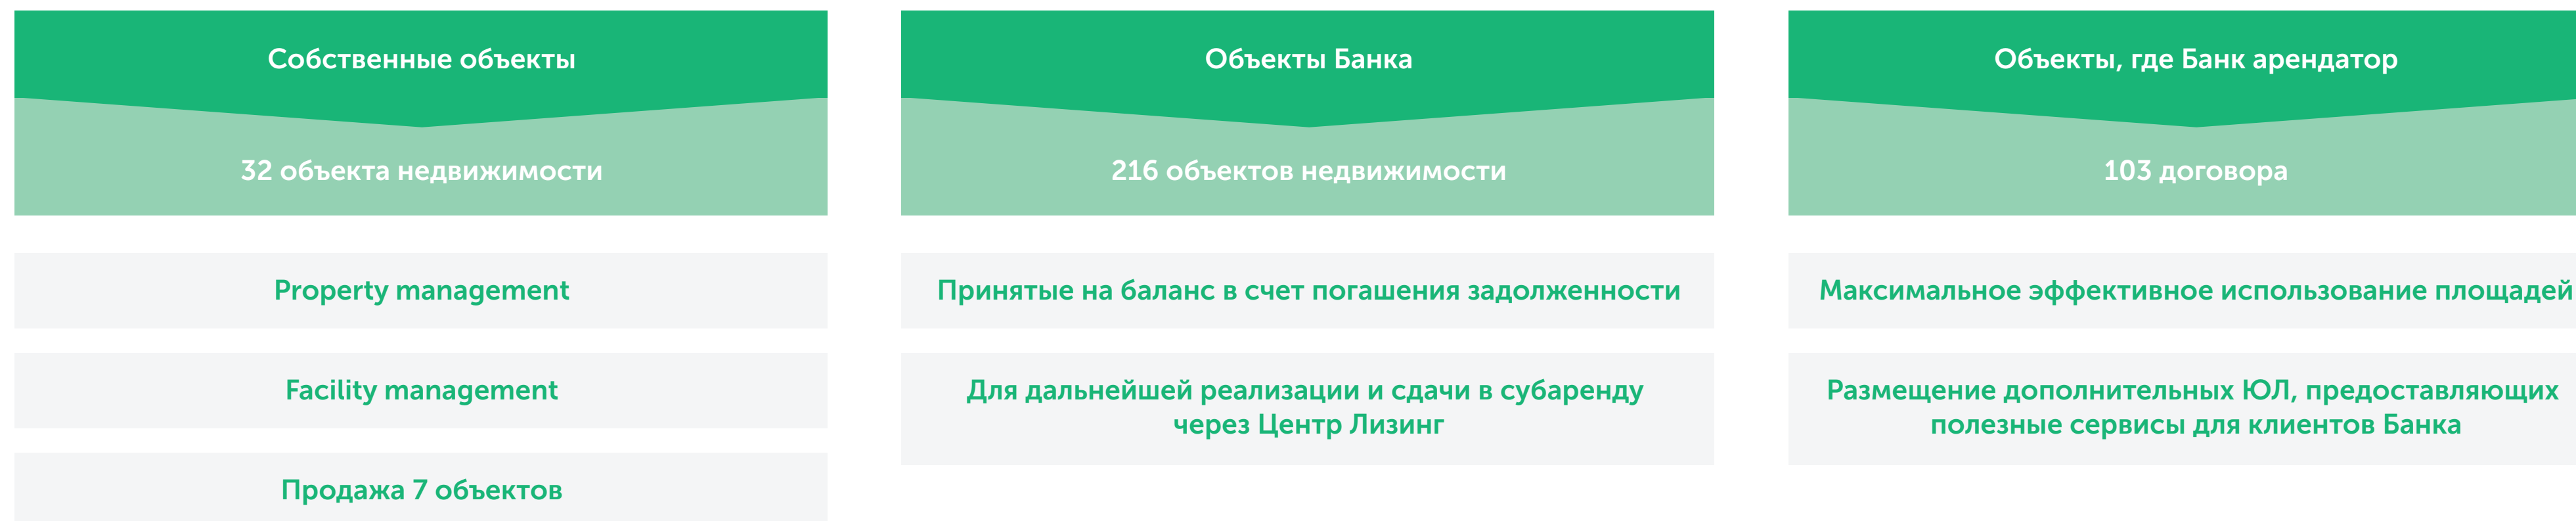 Собственные объекты
32 объекта недвижимости
Property management
Facility management
Продажа 7 объектов
Объекты Банка
216 объектов недвижимости
Принятые на баланс в счет погашения задолженности
Для дальнейшей реализации и сдачи в субаренду
через Центр Лизинг
Объекты, где Банк арендатор
103 договора
Максимальное эффективное использование площадей
Размещение дополнительных ЮЛ, предоставляющих
полезные сервисы для клиентов Банка